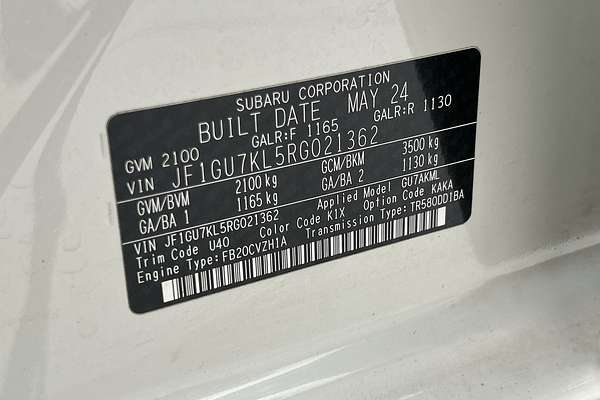 SUBARU CORPORATION
BUILT DATE MAY 24
GVM 2100 GALR:F 1165 GALR:R 1130
VIN JF1GU7KL5RG021362
GVM/BVM 2100 kg GCM/BKM 3500 kg
GA/BA 1 1165 kg GA/BA 2 1130 kg
VIN JF1GU7KL5RG021362 Applied Model GU7AKML
Trim Code U40 Color Code K1X Option Code KAKA
Engine Type:FB20CVZH1A Transmission Type:TR580DD1BA